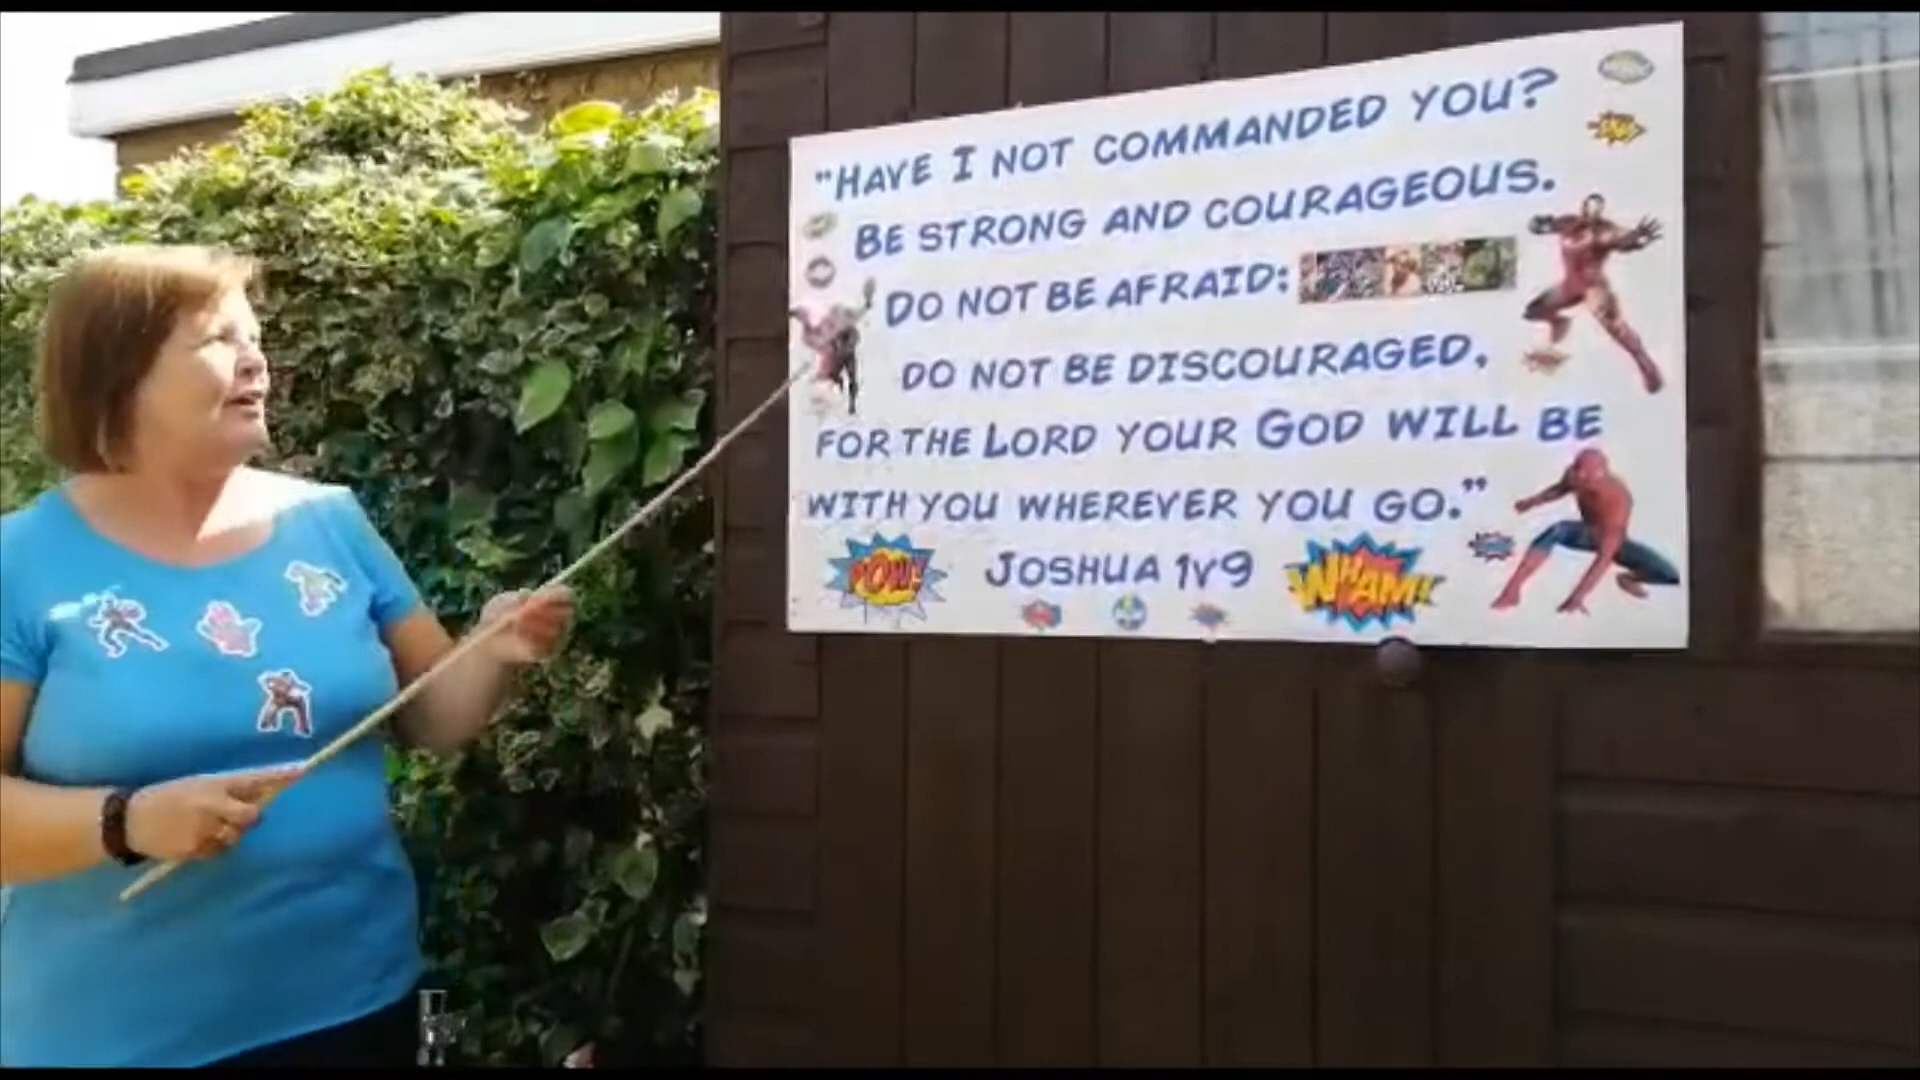 "HAVE I NOT COMMANDED YOU?
BE STRONG AND COURAGEOUS.
DO NOT BE AFRAID:
DO NOT BE DISCOURAGED,
FOR THE LORD YOUR GOD WILL BE
WITH YOU WHEREVER YOU GO."
POW!
JOSHUA 1v9
WHAM!